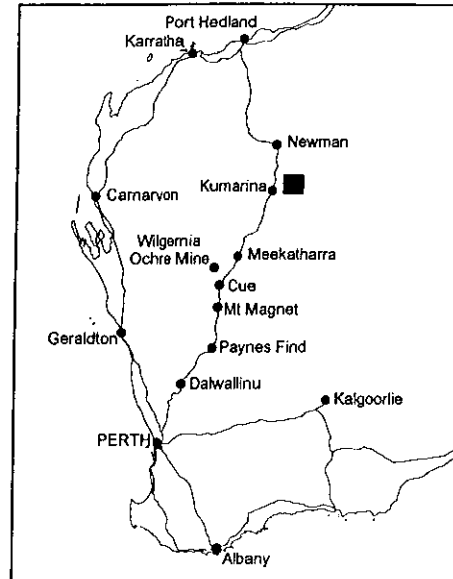 Port Hedland
Karratha
Newman
Kumarina
Carnarvon
Wilgernia
Ochre Mine
Meekatharra
Cue
Mt Magnet
Geraldton
Paynes Find
Dalwallinu
Kalgoorlie
PERTH
Albany